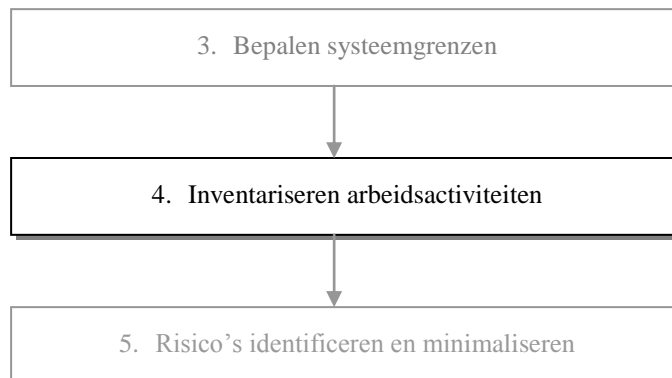 3. Bepalen systeemgrenzen
4. Inventariseren arbeidsactiviteiten
5. Risico’s identificeren en minimaliseren